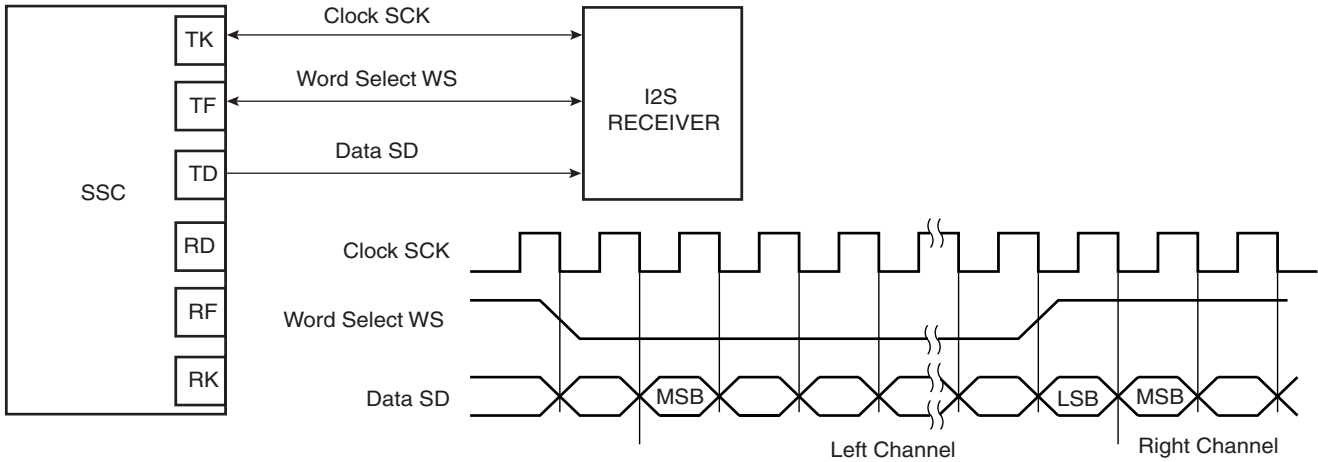 Clock SCK
TK
Word Select WS
TF
I2S
RECEIVER
Data SD
TD
SSC
RD
RF
RK
Clock SCK
Word Select WS
Data SD
MSB
LSB
MSB
Left Channel
Right Channel